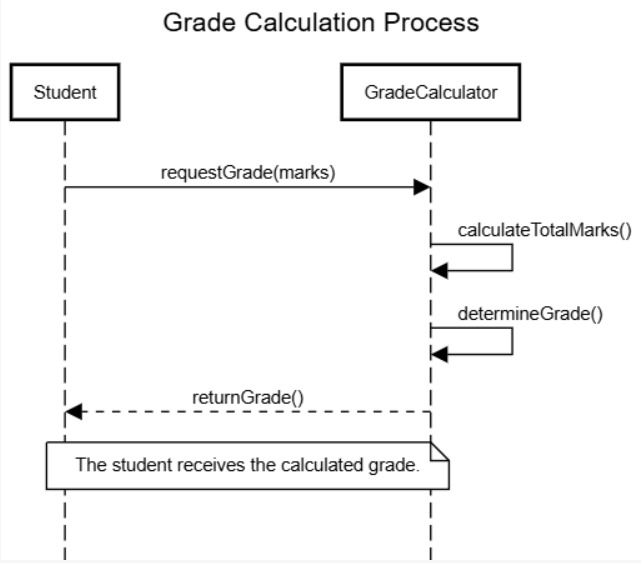 Grade Calculation Process
Student
GradeCalculator
requestGrade(marks)
calculateTotalMarks()
determineGrade()
returnGrade()
The student receives the calculated grade.